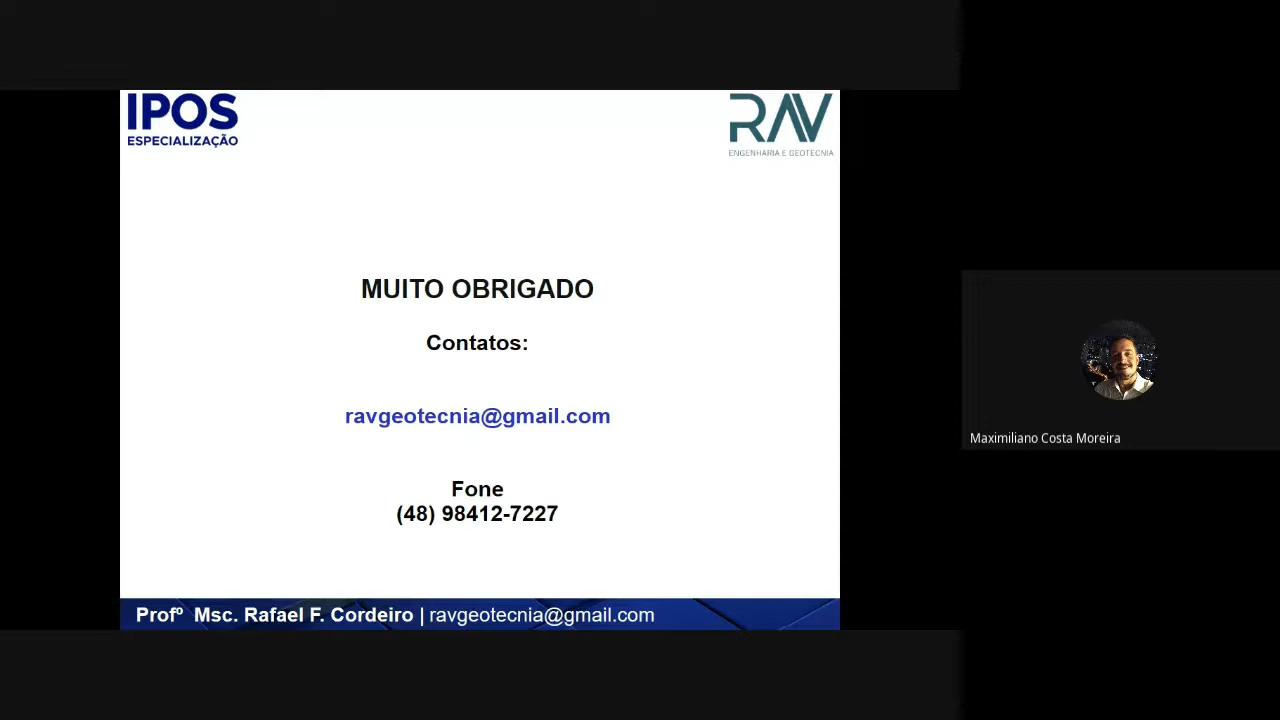 IPOS
ESPECIALIZAÇÃO
RAV
ENGENHARIA E GEOTECNIA
MUITO OBRIGADO
Contatos:
ravgeotecnia@gmail.com
Fone
(48) 98412-7227
Maximiliano Costa Moreira
Profº Msc. Rafael F. Cordeiro | ravgeotecnia@gmail.com